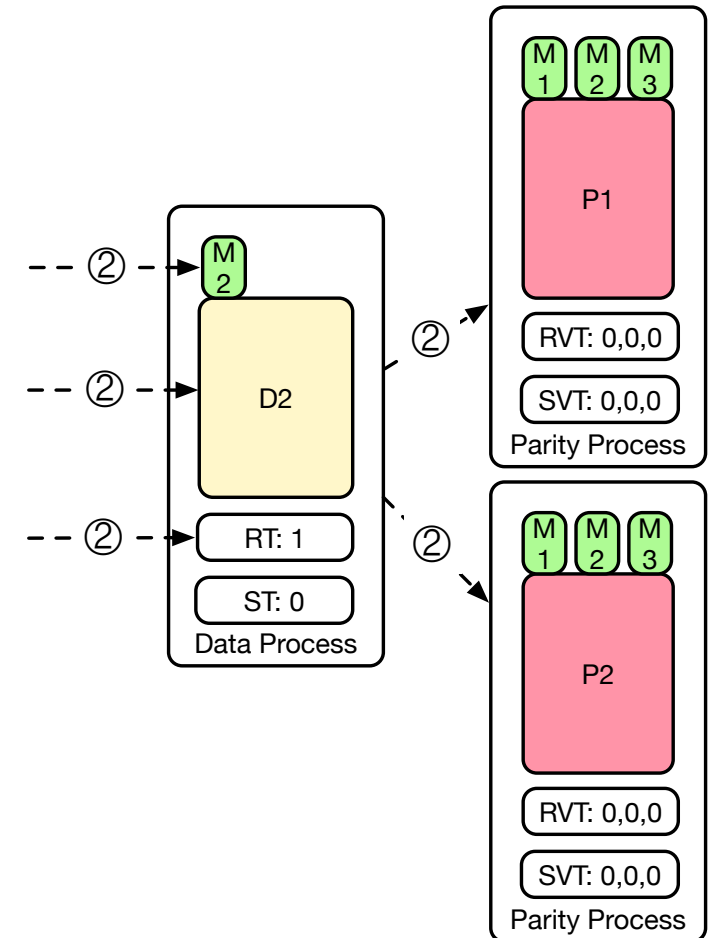 ②
M
2
②
D2
②
RT: 1
ST: 0
Data Process
②
②
M
1
M
2
M
3
P1
RVT: 0,0,0
SVT: 0,0,0
Parity Process
M
1
M
2
M
3
P2
RVT: 0,0,0
SVT: 0,0,0
Parity Process